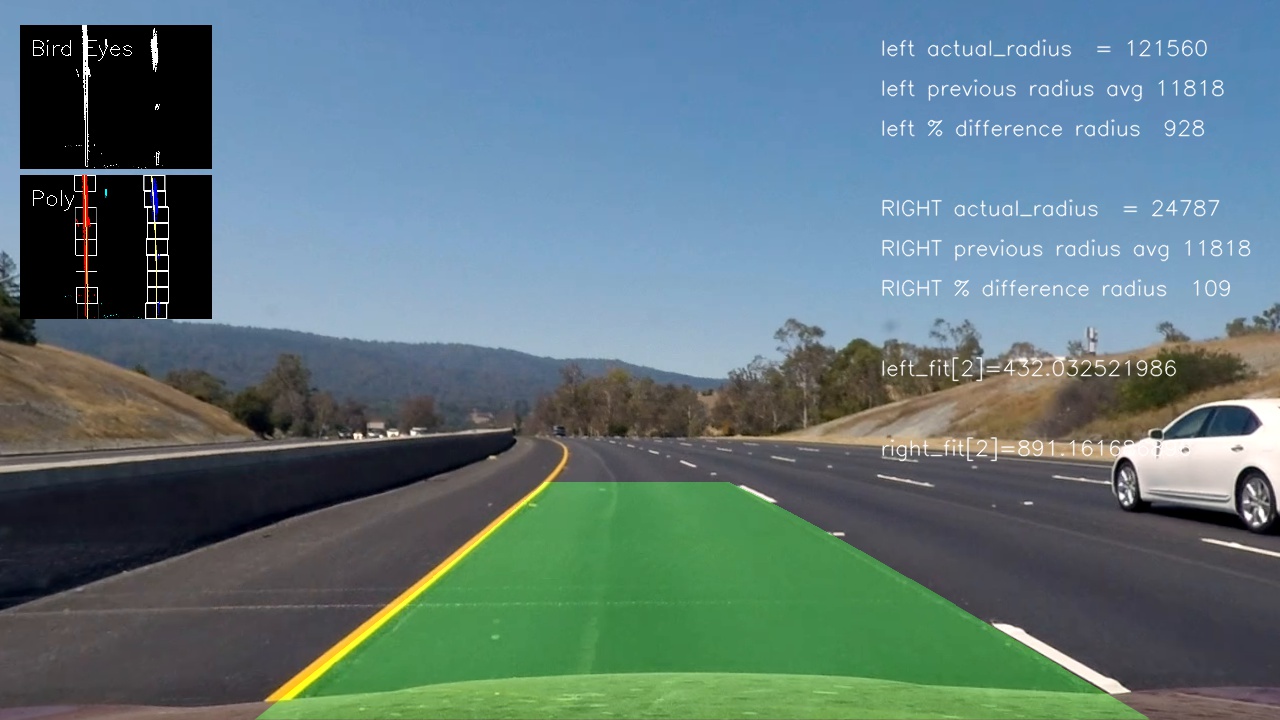 Bird Eyes
Poly
left actual_radius = 121560
left previous radius avg 11818
left % difference radius 928
RIGHT actual_radius = 24787
RIGHT previous radius avg 11818
RIGHT % difference radius 109
left_fit[2]=432.032521986